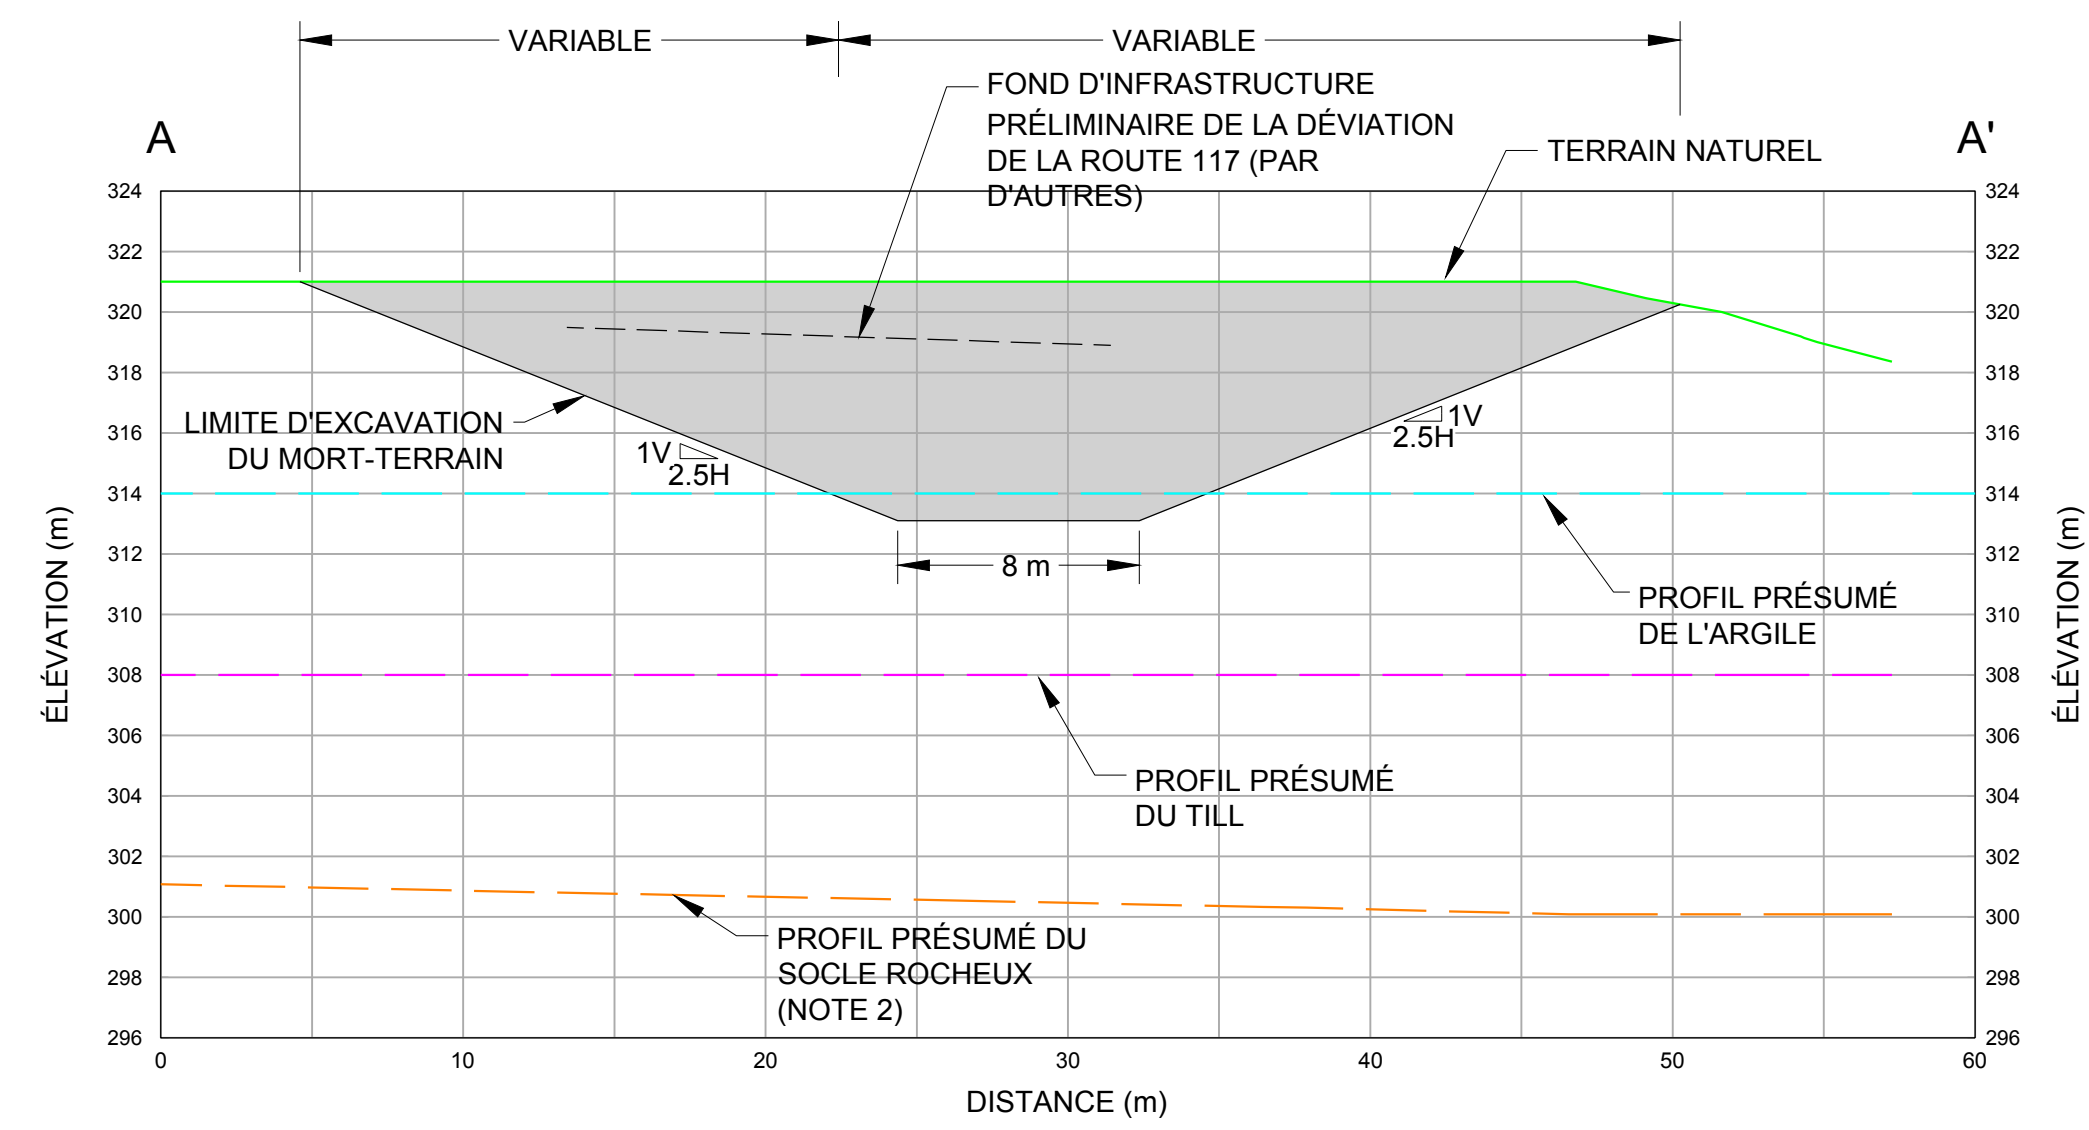 VARIABLE
VARIABLE
FOND D'INFRASTRUCTURE
PRÉLIMINAIRE DE LA DÉVIATION
DE LA ROUTE 117 (PAR
D'AUTRES)
A
A'
TERRAIN NATUREL
324
324
322
322
320
320
318
318
LIMITE D'EXCAVATION
DU MORT-TERRAIN
1V
2.5H
1V
2.5H
316
316
314
314
8 m
312
312
PROFIL PRÉSUMÉ
DE L'ARGILE
310
310
308
308
306
306
PROFIL PRÉSUMÉ
DU TILL
304
304
302
302
300
300
PROFIL PRÉSUMÉ DU
SOCLE ROCHEUX
(NOTE 2)
298
298
296
296
ÉLÉVATION (m)
ÉLÉVATION (m)
0
10
20
30
40
50
60
DISTANCE (m)